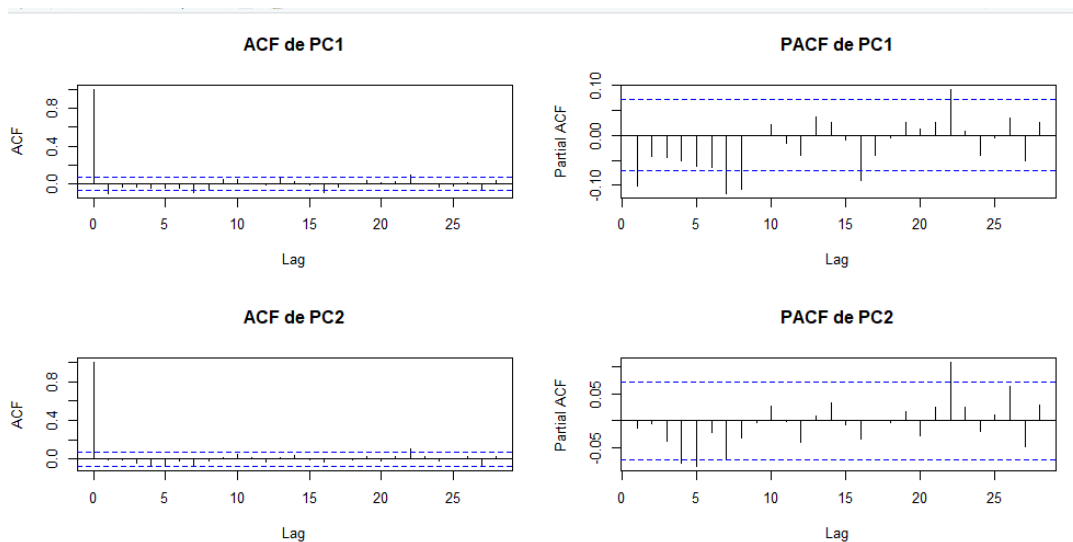 ACF de PC1
ACF
0.0 0.4 0.8
0 5 10 15 20 25
Lag
PACF de PC1
Partial ACF
-0.10 0.00 0.10
0 5 10 15 20 25
Lag
ACF de PC2
ACF
0.0 0.4 0.8
0 5 10 15 20 25
Lag
PACF de PC2
Partial ACF
-0.05 0.05
0 5 10 15 20 25
Lag